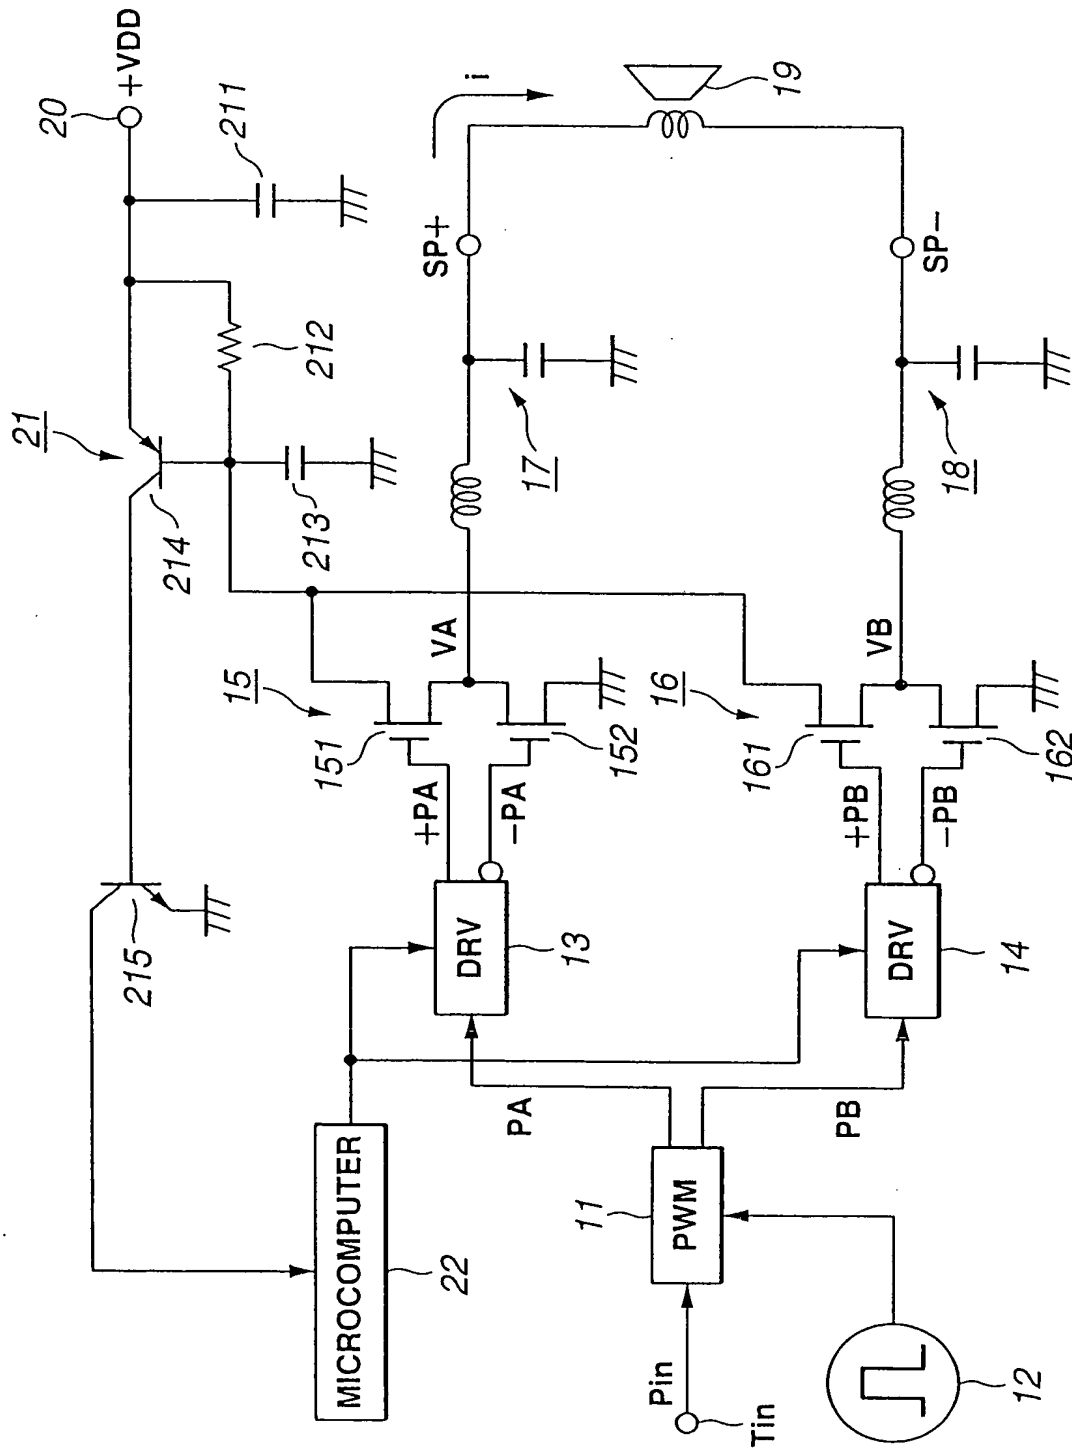 20
+VDD
211
212
21
214
213
215
MICROCOMPUTER
22
15
151
152
+PA
-PA
VA
17
SP+
i
19
DRV
13
PA
11
PWM
Pin
Tin
12
PB
DRV
14
+PB
-PB
16
161
162
VB
18
SP-